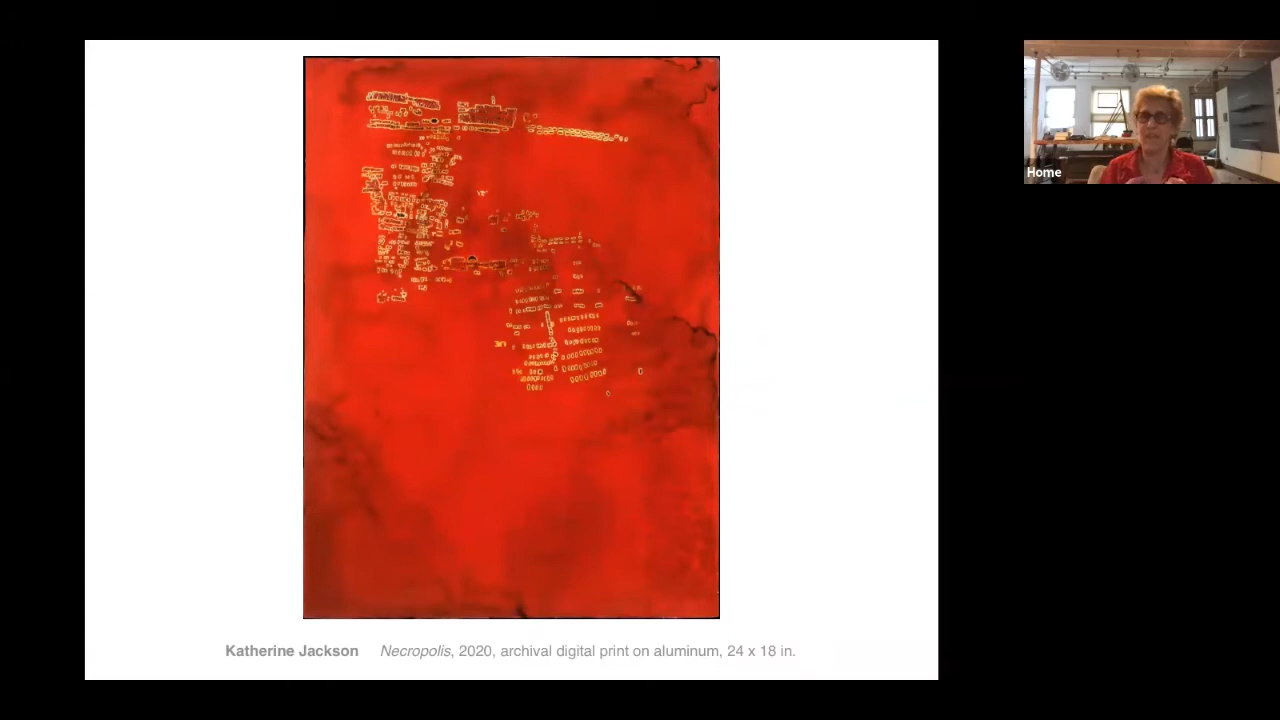 Katherine Jackson Necropolis, 2020, archival digital print on aluminum, 24 x 18 in.
Home